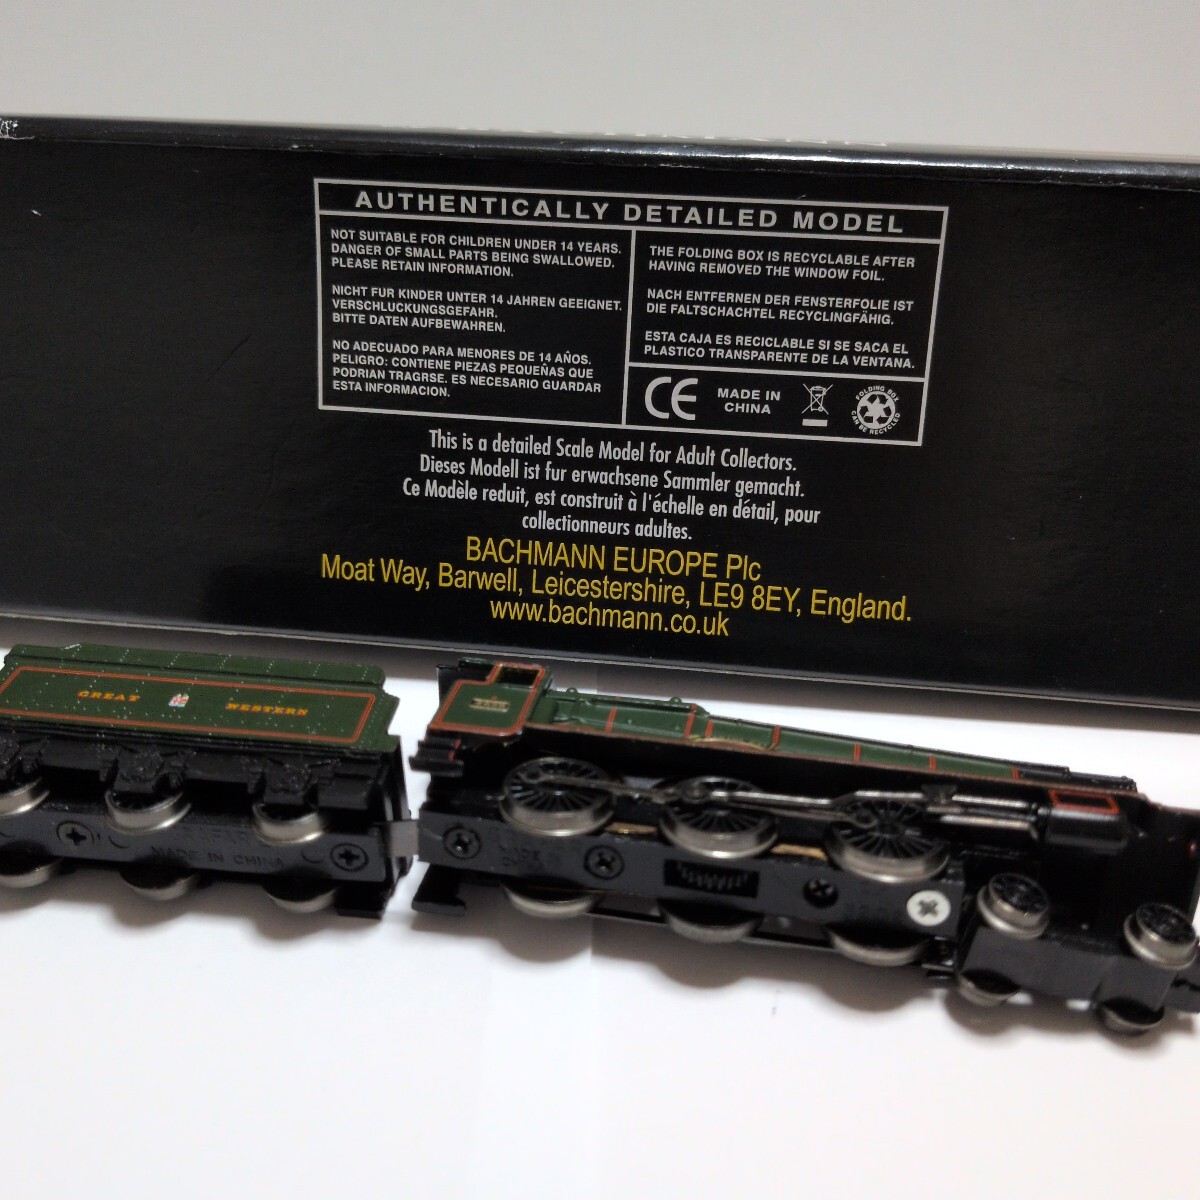 AUTHENTICALLY DETAILED MODEL
NOT SUITABLE FOR CHILDREN UNDER 14 YEARS.
DANGER OF SMALL PARTS BEING SWALLOWED.
PLEASE RETAIN INFORMATION.
NICHT FUR KINDER UNTER 14 JAHREN GEEIGNET.
VERSCHLUCKUNGSGEFAHR.
BITTE DATEN AUFBEWAHREN.
NO ADECUADO PARA MENORES DE 14 AÑOS.
PELIGRO: CONTIENE PIEZAS PEQUEÑAS QUE
PODRIAN TRAGRSE. ES NECESARIO GUARDAR
ESTA INFORMACION.
THE FOLDING BOX IS RECYCLABLE AFTER
HAVING REMOVED THE WINDOW FOIL.
NACH ENTFERNEN DER FENSTERFOLIE IST
DIE FALTSCHACHTEL RECYCLINGFÄHIG.
ESTA CAJA ES RECICLABLE SI SE SACA EL
PLASTICO TRANSPARENTE DE LA VENTANA.
CE
MADE IN
CHINA
FOLDING BOX
CAN BE RECYCLED
This is a detailed Scale Model for Adult Collectors.
Dieses Modell ist fur erwachsene Sammler gemacht.
Ce Modèle reduit, est construit à l'échelle en détail, pour
collectionneurs adultes.
BACHMANN EUROPE Plc
Moat Way, Barwell, Leicestershire, LE9 8EY, England.
www.bachmann.co.uk
GREAT WESTERN
MADE IN CHINA